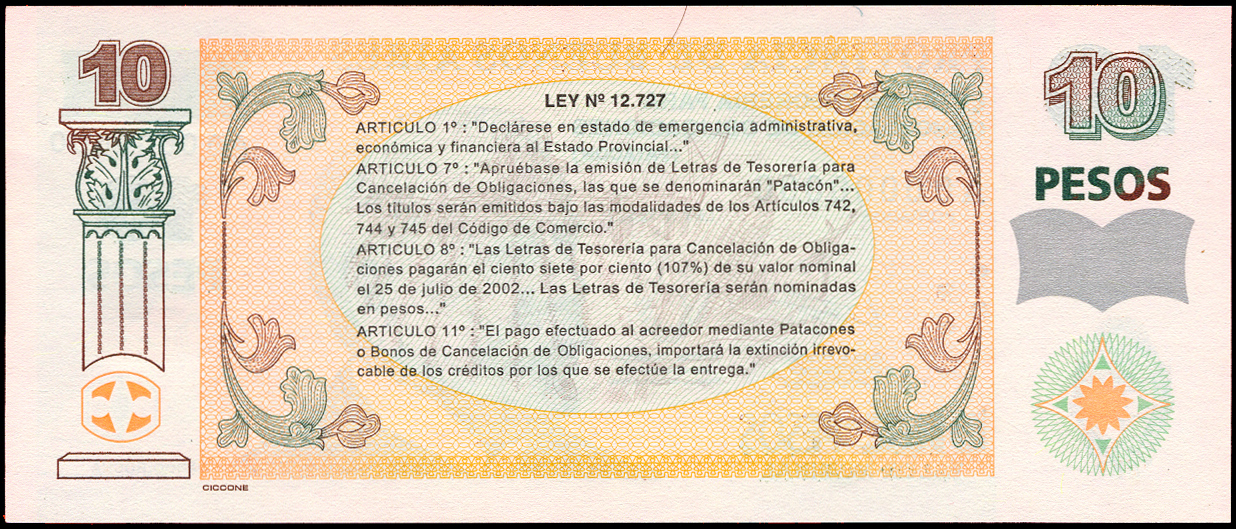 10
10
PESOS
LEY Nº 12.727
ARTICULO 1º : "Declárese en estado de emergencia administrativa,
económica y financiera al Estado Provincial..."
ARTICULO 7º : "Apruébase la emisión de Letras de Tesorería para
Cancelación de Obligaciones, las que se denominarán "Patacón"...
Los títulos serán emitidos bajo las modalidades de los Artículos 742,
744 y 745 del Código de Comercio."
ARTICULO 8º : "Las Letras de Tesorería para Cancelación de Obliga-
ciones pagarán el ciento siete por ciento (107%) de su valor nominal
el 25 de julio de 2002... Las Letras de Tesorería serán nominadas
en pesos..."
ARTICULO 11º : "El pago efectuado al acreedor mediante Patacones
o Bonos de Cancelación de Obligaciones, importará la extinción irrevo-
cable de los créditos por los que se efectúe la entrega."
CICCONE